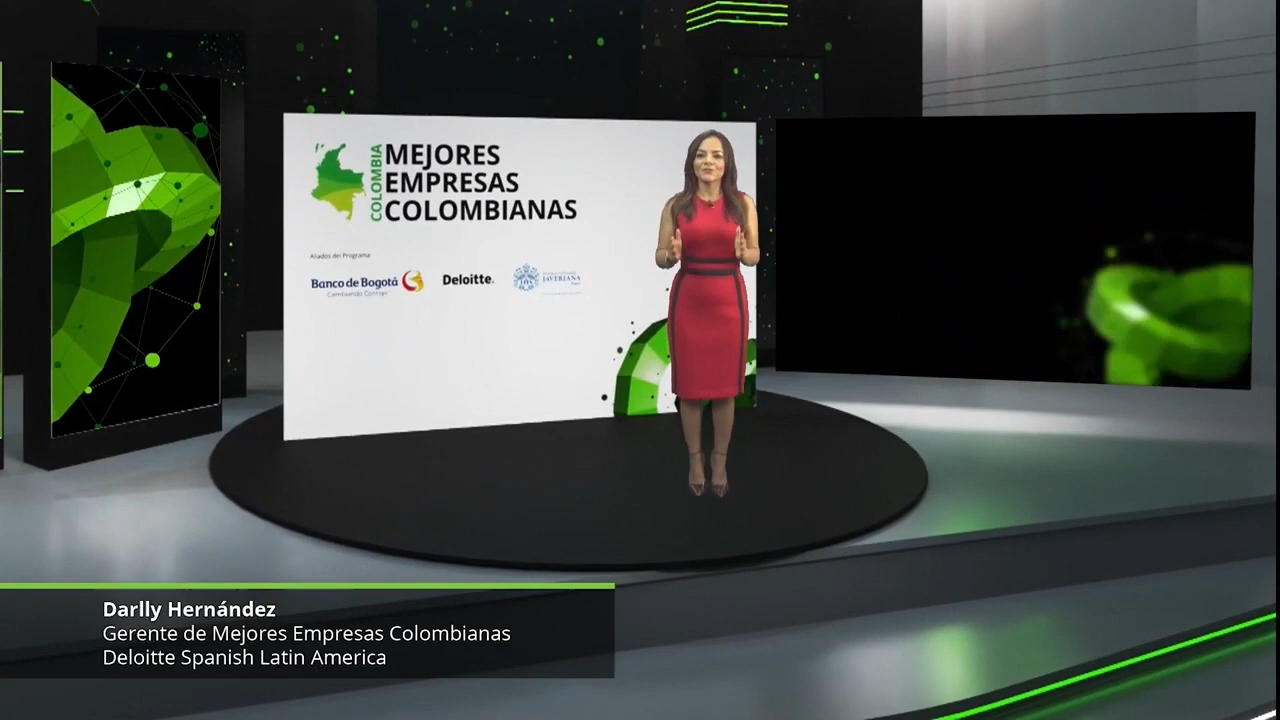 COLOMBIA
MEJORES
EMPRESAS
COLOMBIANAS
Aliados del Programa
Banco de Bogotá
Deloitte.
JAVERIANA
Darlly Hernández
Gerente de Mejores Empresas Colombianas
Deloitte Spanish Latin America